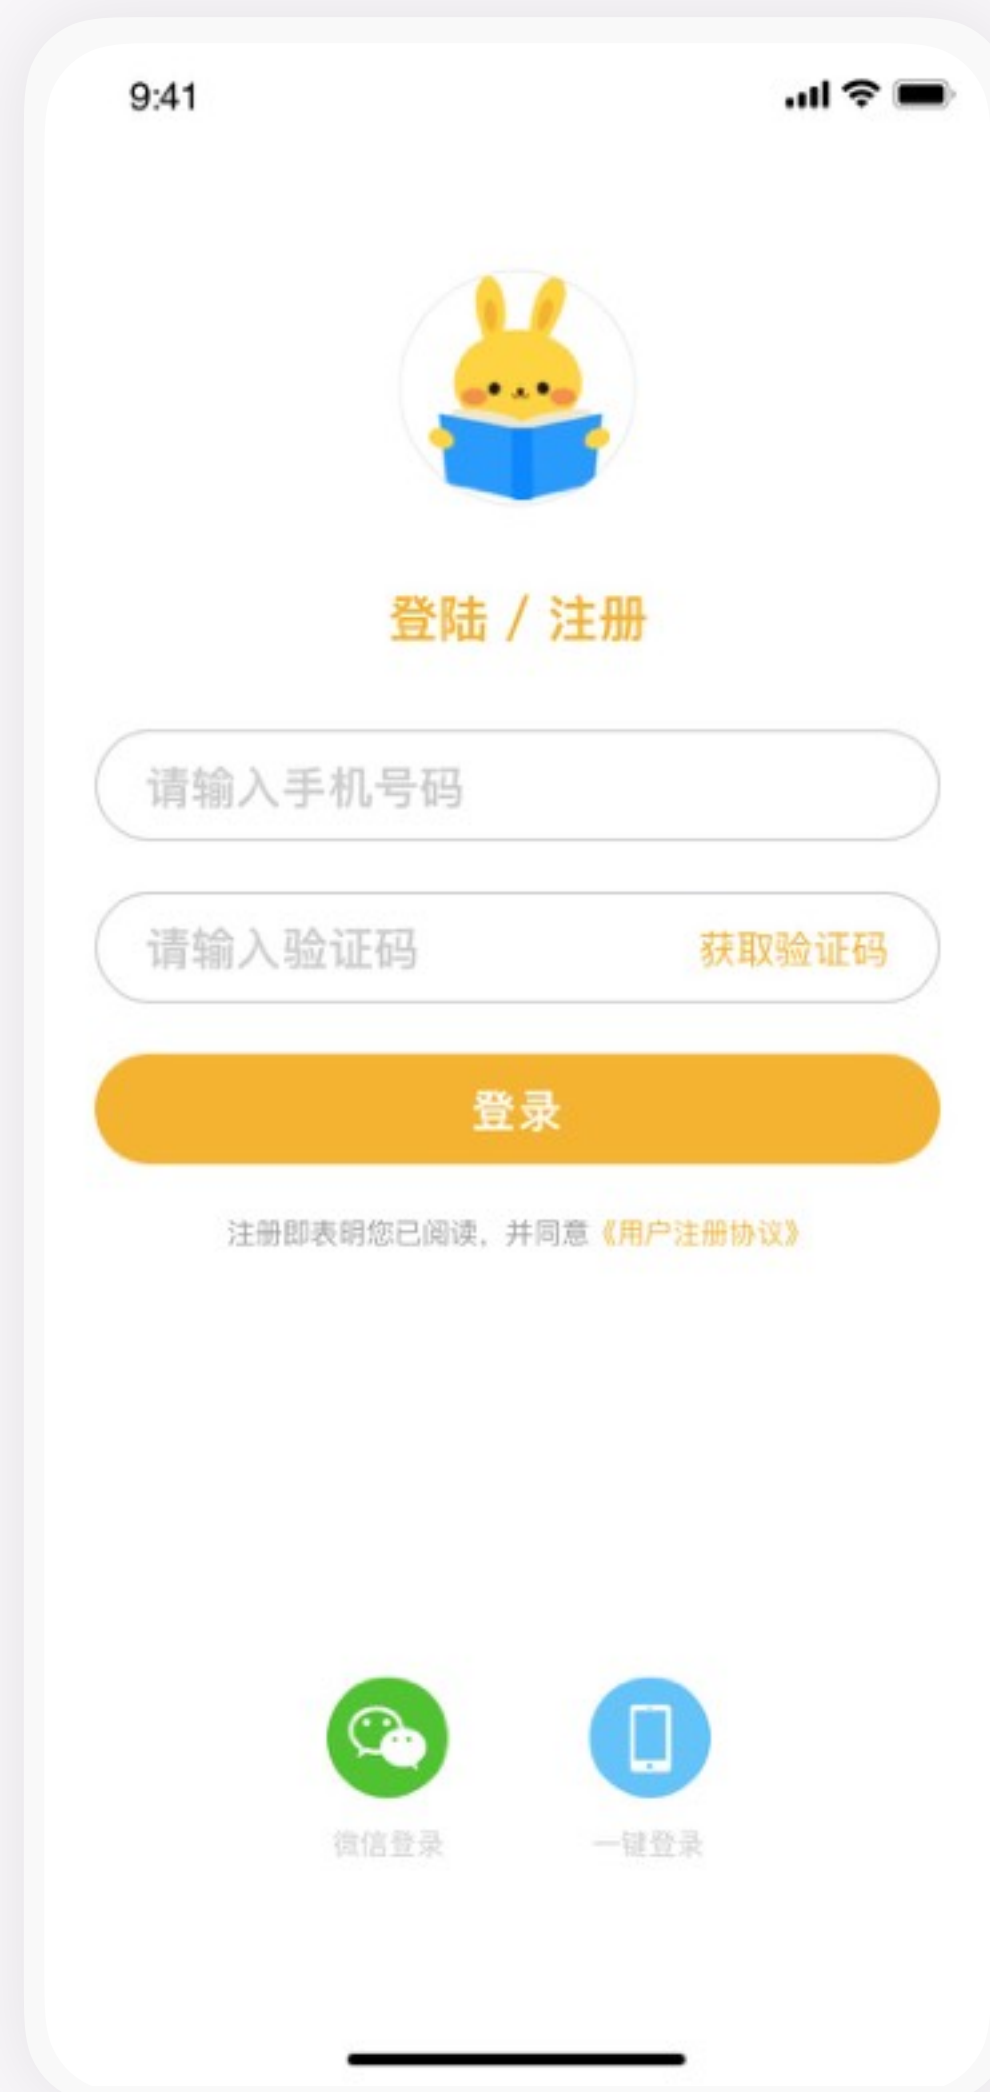 9:41
登陆 / 注册
请输入手机号码
请输入验证码 获取验证码
登录
注册即表明您已阅读，并同意《用户注册协议》
微信登录 一键登录